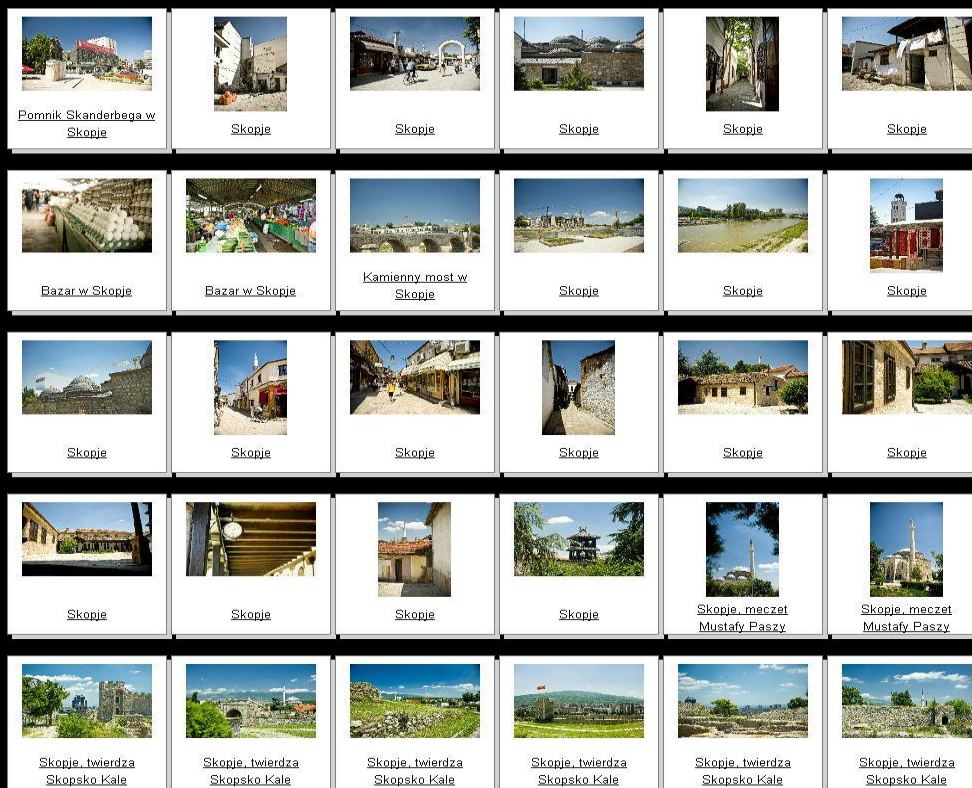 Pomnik Skanderbega w
Skopje
Skopje
Skopje
Skopje
Skopje
Skopje
Bazar w Skopje
Bazar w Skopje
Kamienny most w
Skopje
Skopje
Skopje
Skopje
Skopje
Skopje
Skopje
Skopje
Skopje
Skopje
Skopje
Skopje
Skopje
Skopje
Skopje, meczet
Mustafy Paszy
Skopje, meczet
Mustafy Paszy
Skopje, twierdza
Skopsko Kale
Skopje, twierdza
Skopsko Kale
Skopje, twierdza
Skopsko Kale
Skopje, twierdza
Skopsko Kale
Skopje, twierdza
Skopsko Kale
Skopje, twierdza
Skopsko Kale